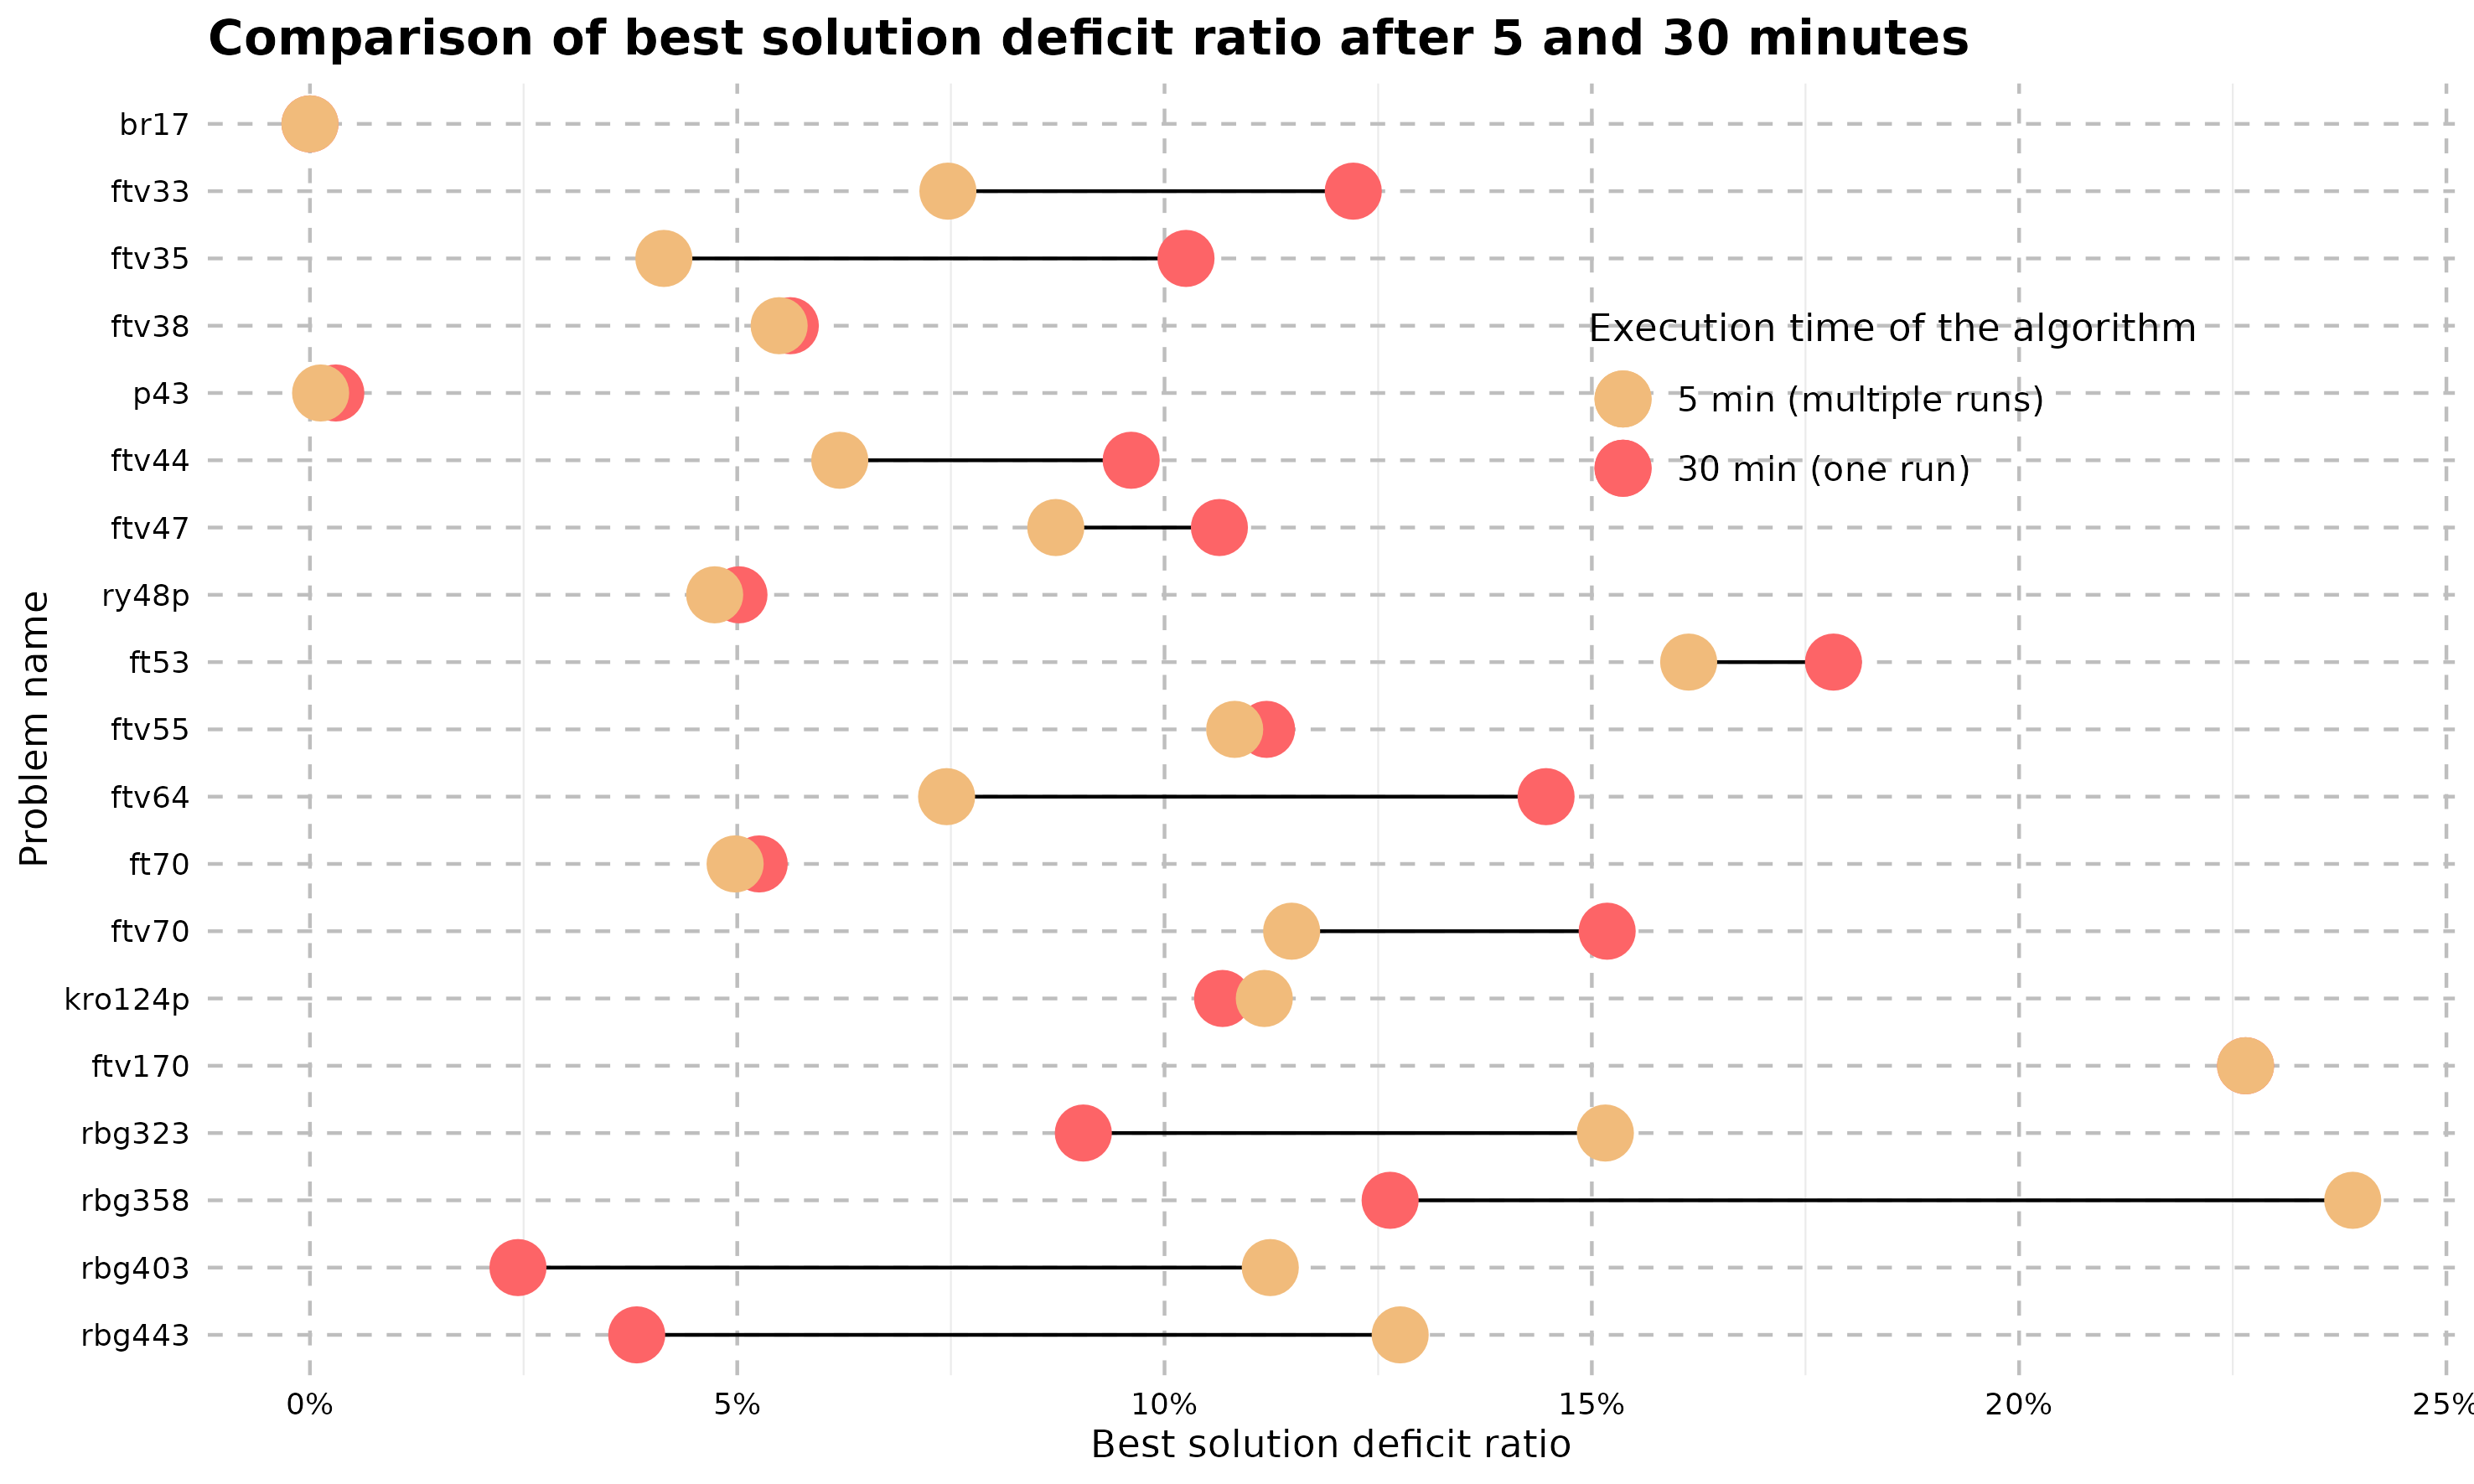 Comparison of best solution deficit ratio after 5 and 30 minutes
br17
ftv33
ftv35
ftv38
p43
ftv44
ftv47
ry48p
ft53
ftv55
ftv64
ft70
ftv70
kro124p
ftv170
rbg323
rbg358
rbg403
rbg443
Problem name
Execution time of the algorithm
5 min (multiple runs)
30 min (one run)
0% 5% 10% 15% 20% 25%
Best solution deficit ratio